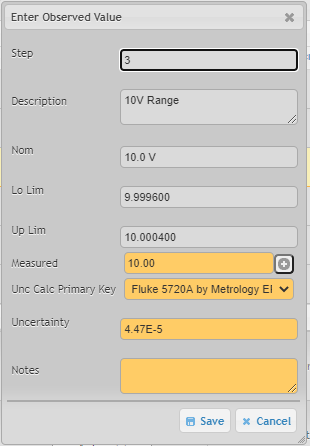 Enter Observed Value
Step
3
Description
10V Range
Nom
10.0 V
Lo Lim
9.999600
Up Lim
10.000400
Measured
10.00
Unc Calc Primary Key
Fluke 5720A by Metrology El
Uncertainty
4.47E-5
Notes
Save
Cancel